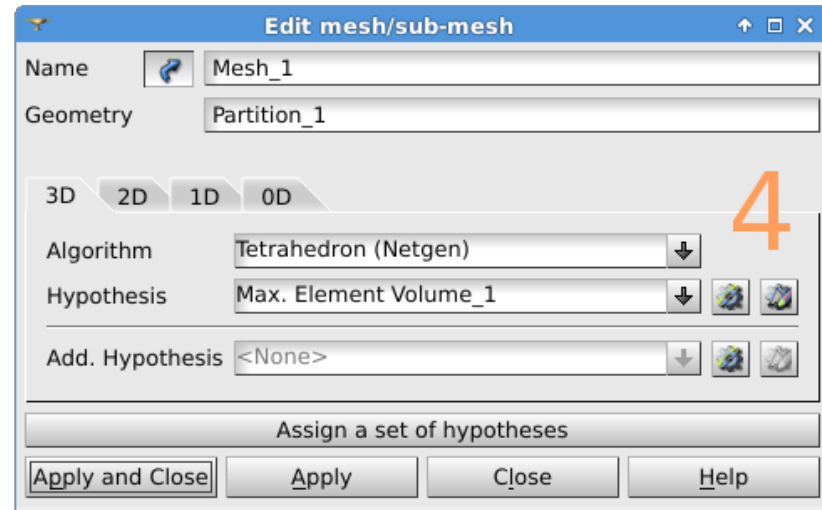 Edit mesh/sub-mesh
Name Mesh_1
Geometry Partition_1
3D 2D 1D 0D
4
Algorithm Tetrahedron (Netgen)
Hypothesis Max. Element Volume_1
Add. Hypothesis <None>
Assign a set of hypotheses
Apply and Close Apply Close Help